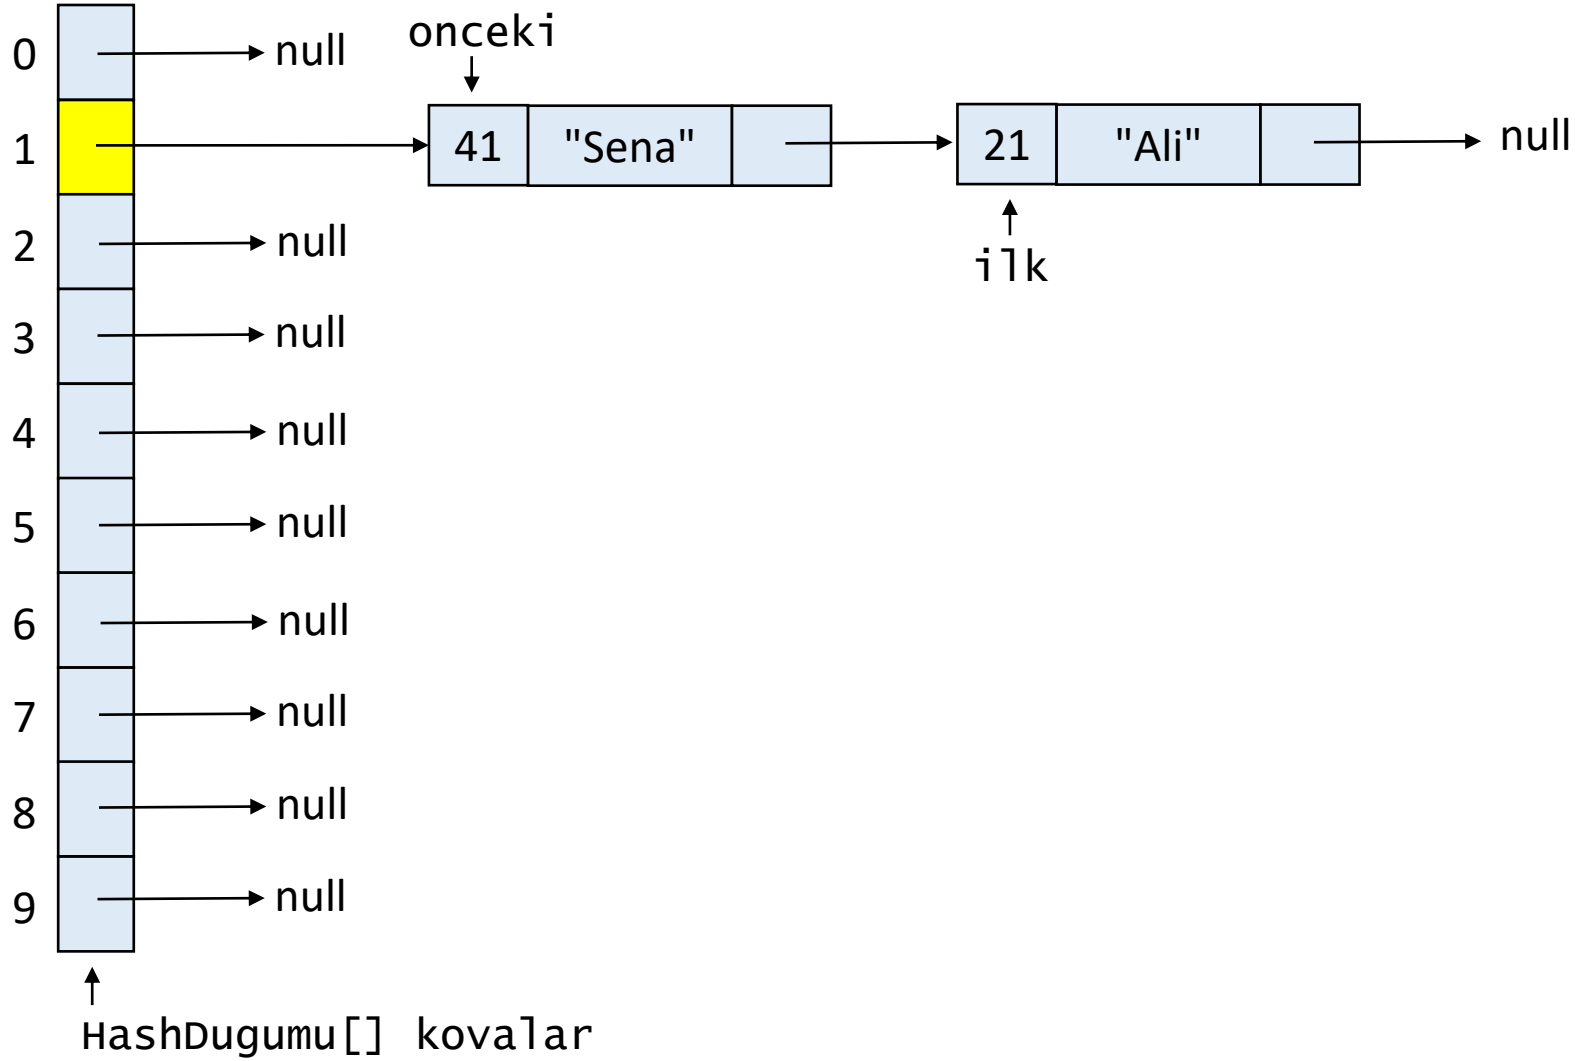 onceki
0 null
1 41 "Sena" 21 "Ali" null
2 null
ilk
3 null
4 null
5 null
6 null
7 null
8 null
9 null
HashDugumu[] kovalar